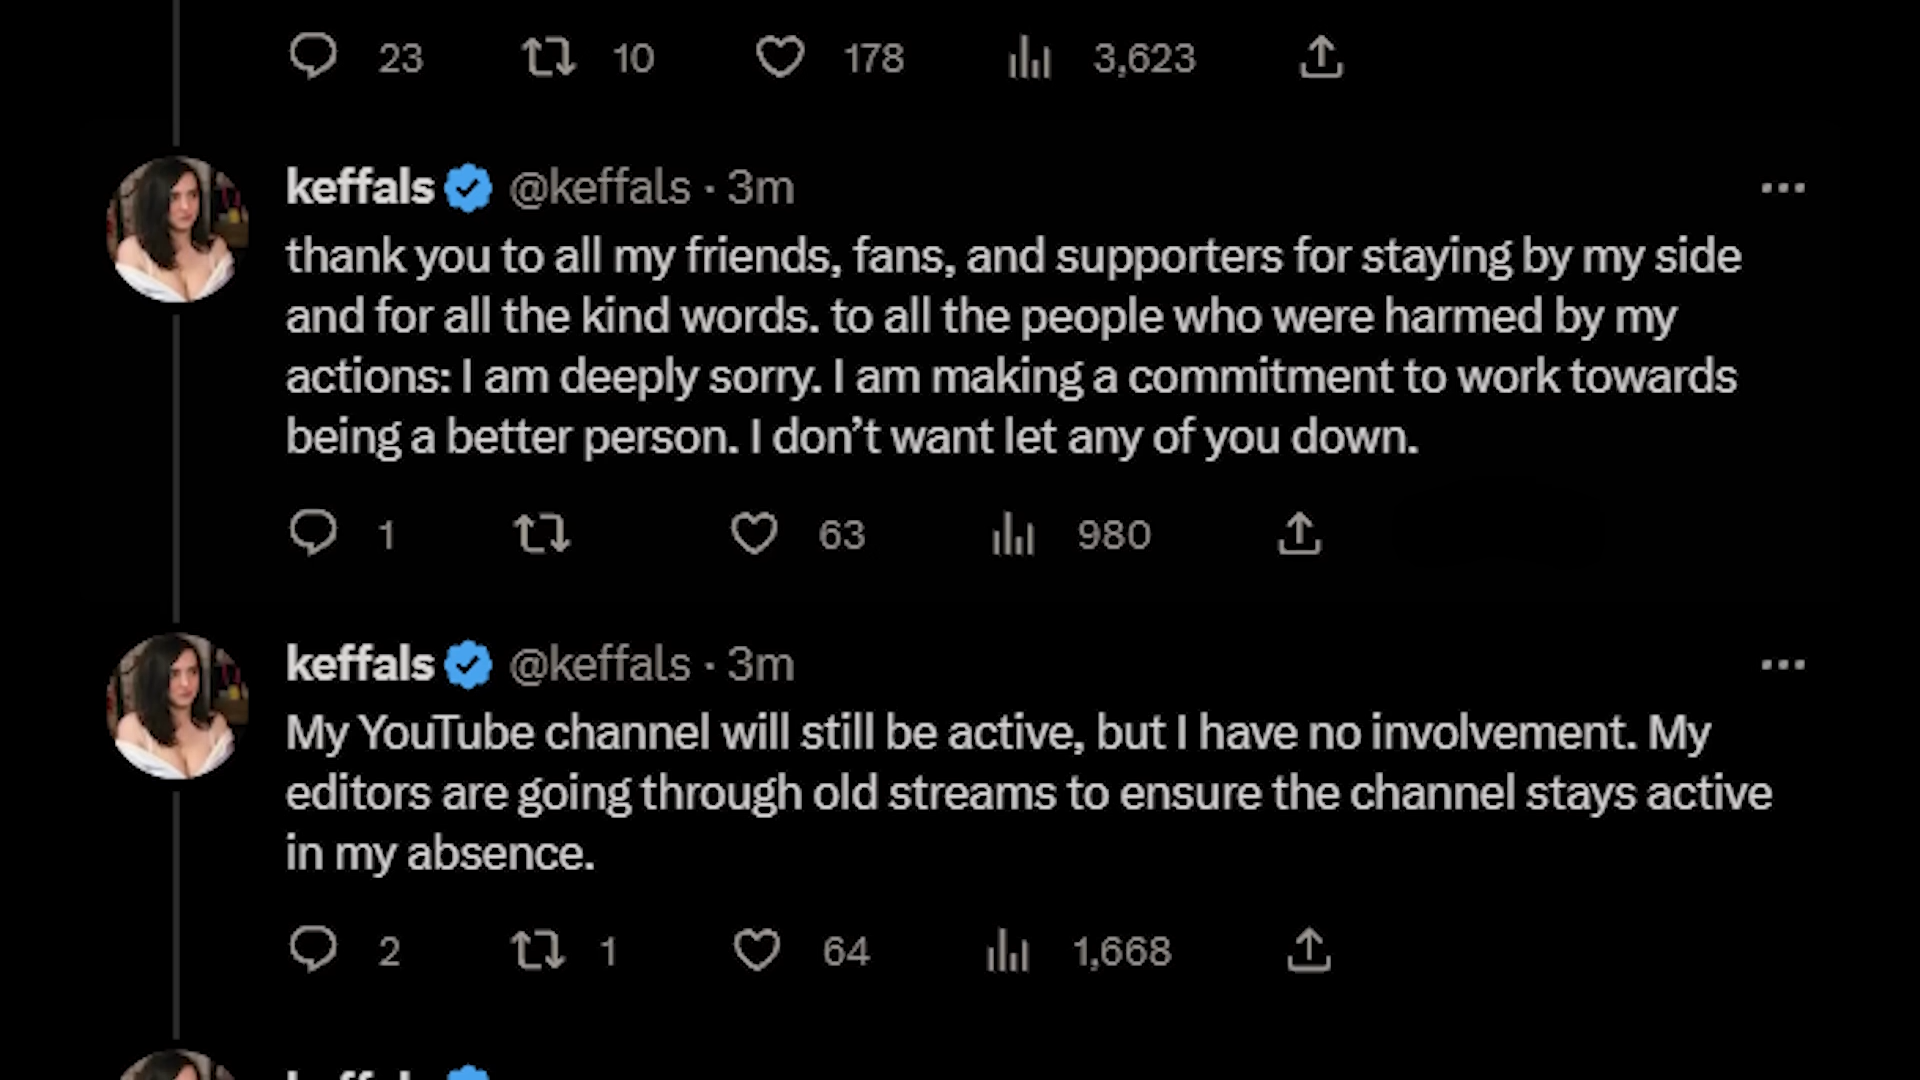 23 10 178 3,623
keffals @keffals · 3m
thank you to all my friends, fans, and supporters for staying by my side
and for all the kind words. to all the people who were harmed by my
actions: I am deeply sorry. I am making a commitment to work towards
being a better person. I don’t want let any of you down.
1 63 980
keffals @keffals · 3m
My YouTube channel will still be active, but I have no involvement. My
editors are going through old streams to ensure the channel stays active
in my absence.
2 1 64 1,668